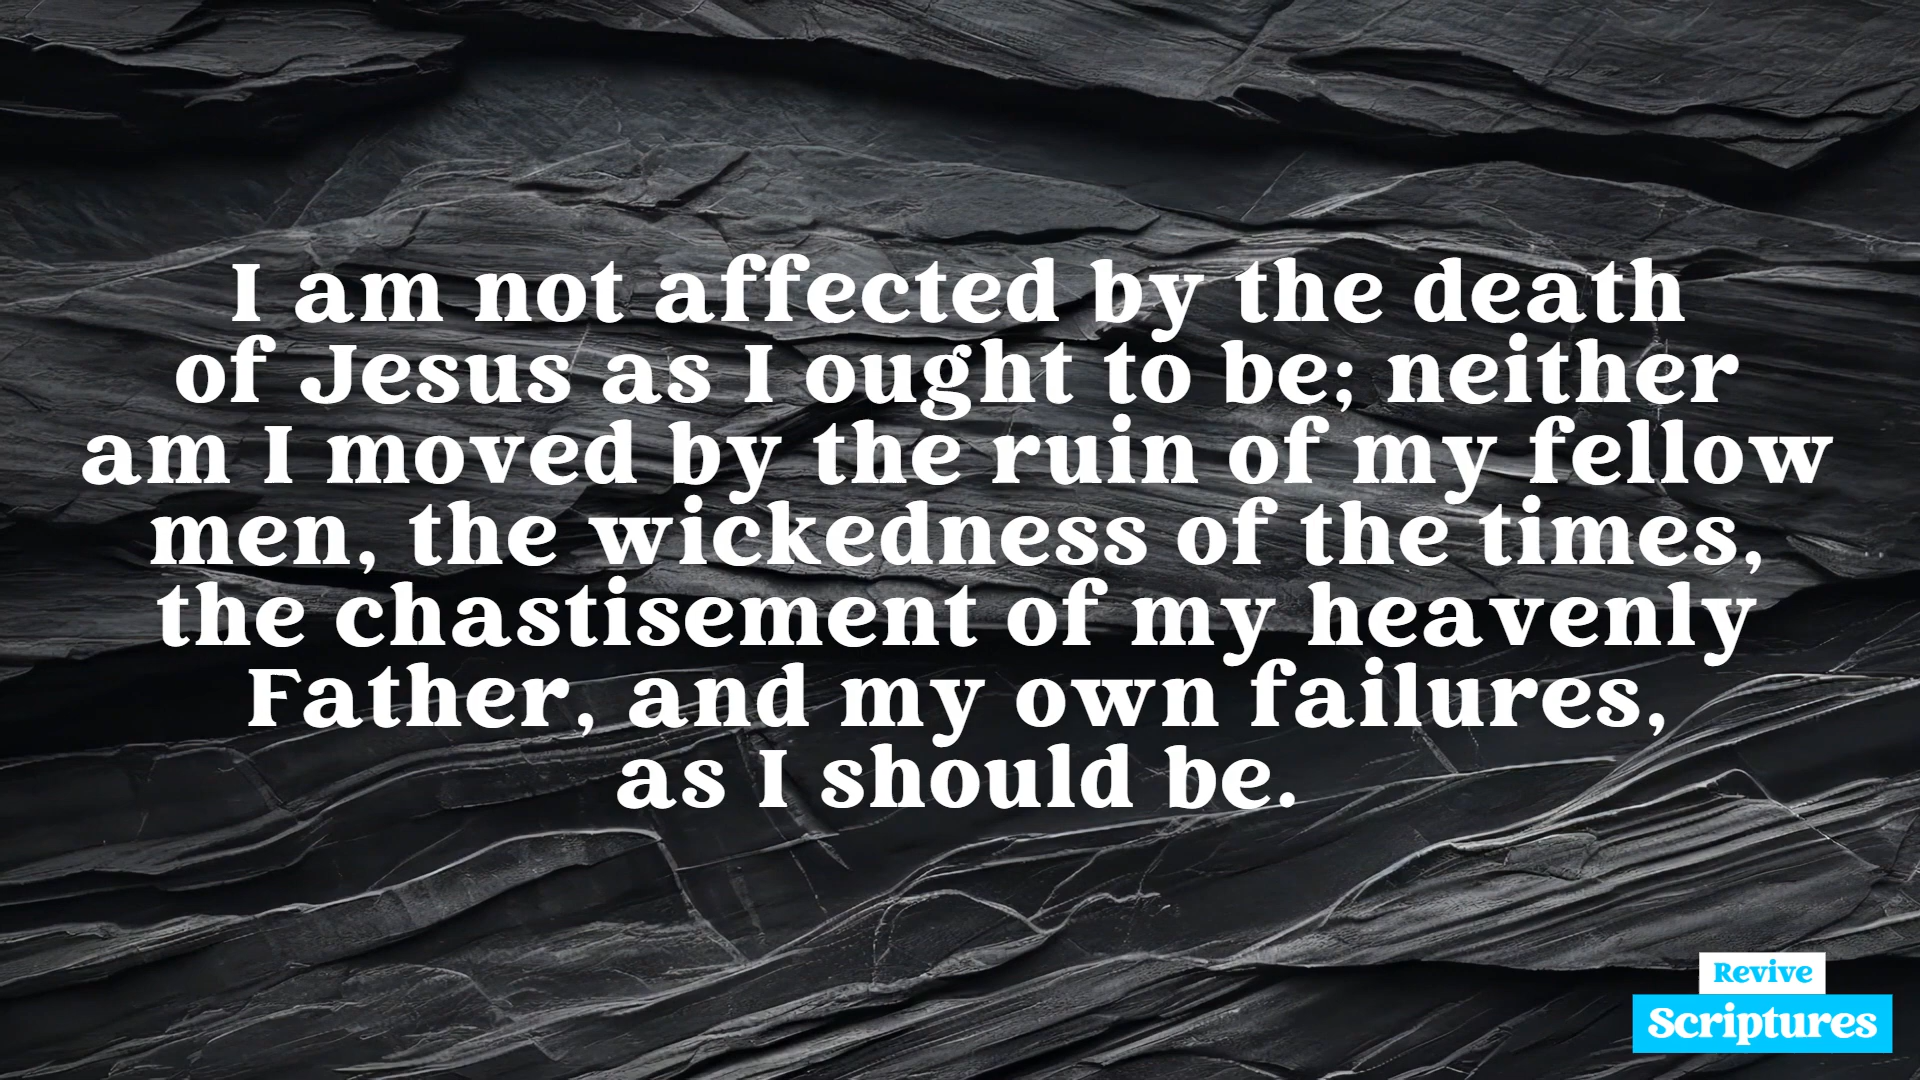 I am not affected by the death
of Jesus as I ought to be; neither
am I moved by the ruin of my fellow
men, the wickedness of the times,
the chastisement of my heavenly
Father, and my own failures,
as I should be.
Revive
Scriptures